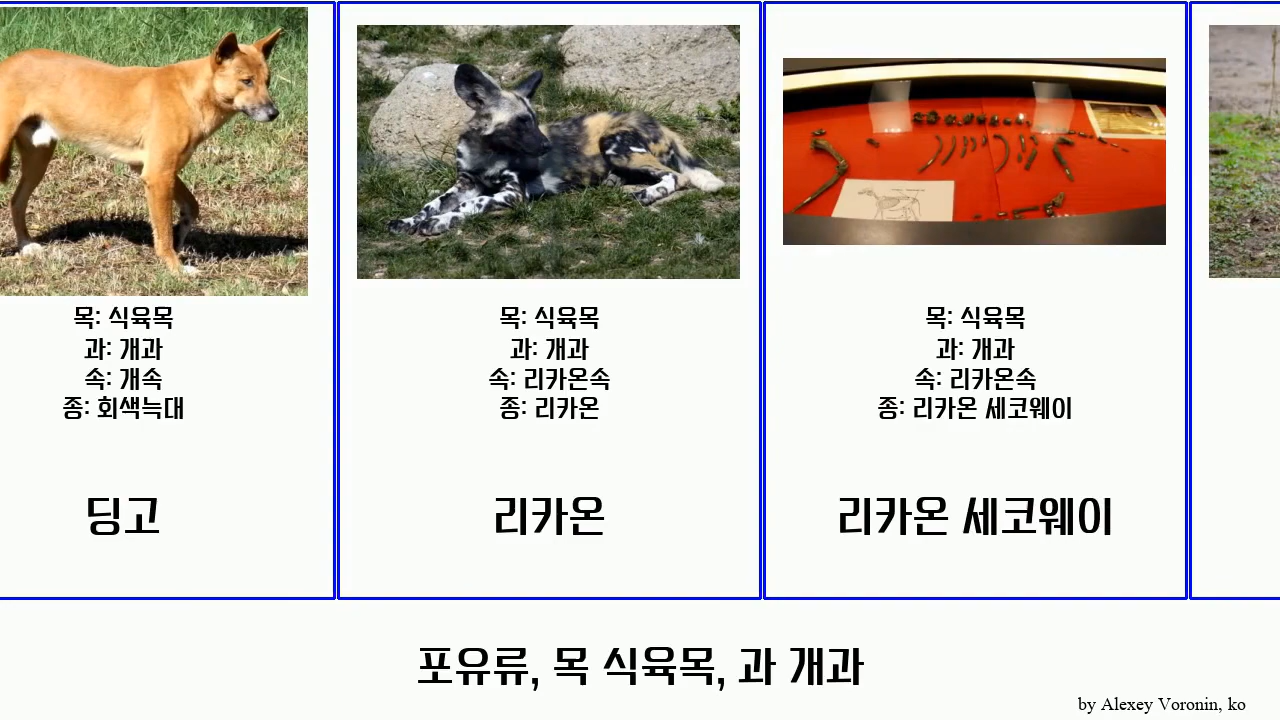 목: 식육목
과: 개과
속: 개속
종: 회색늑대
딩고
목: 식육목
과: 개과
속: 리카온속
종: 리카온
리카온
목: 식육목
과: 개과
속: 리카온속
종: 리카온 세코웨이
리카온 세코웨이
포유류, 목 식육목, 과 개과
by Alexey Voronin, ko